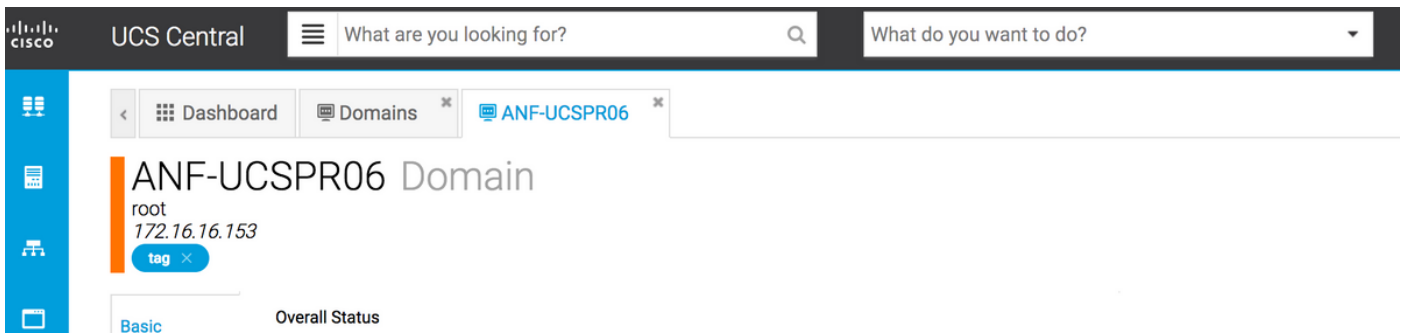 CISCO UCS Central What are you looking for? What do you want to do?
Dashboard Domains ANF-UCSPR06
ANF-UCSPR06 Domain
root
172.16.16.153
tag
Basic Overall Status